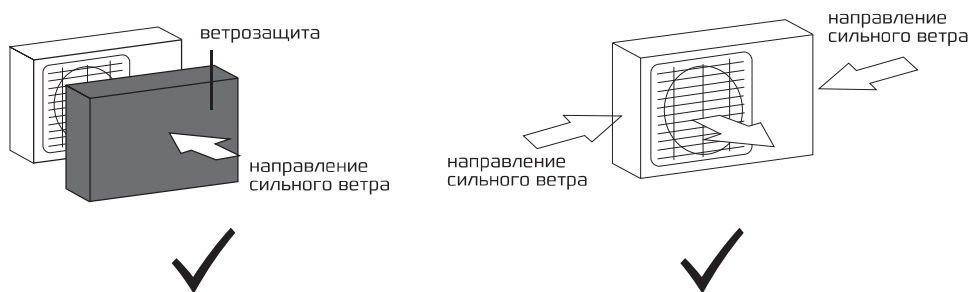 ветрозащита
направление
сильного ветра
направление
сильного ветра
направление
сильного ветра